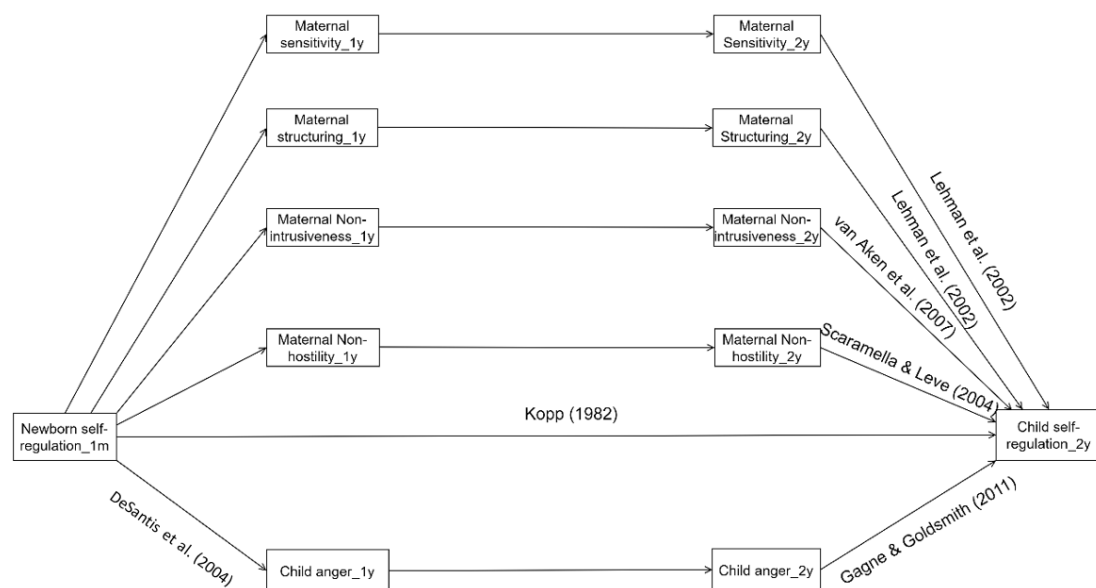 Maternal
sensitivity_1y
Maternal
Sensitivity_2y
Maternal
structuring_1y
Maternal
Structuring_2y
Lehman et al. (2002)
Lehman et al. (2002)
Maternal Non-
intrusiveness_1y
Maternal Non-
intrusiveness_2y
van Aken et al. (2007)
Maternal Non-
hostility_1y
Maternal Non-
hostility_2y
Scaramella & Leve (2004)
Newborn self-
regulation_1m
Kopp (1982)
Child self-
regulation_2y
DeSantis et al. (2004)
Child anger_1y
Child anger_2y
Gagne & Goldsmith (2011)